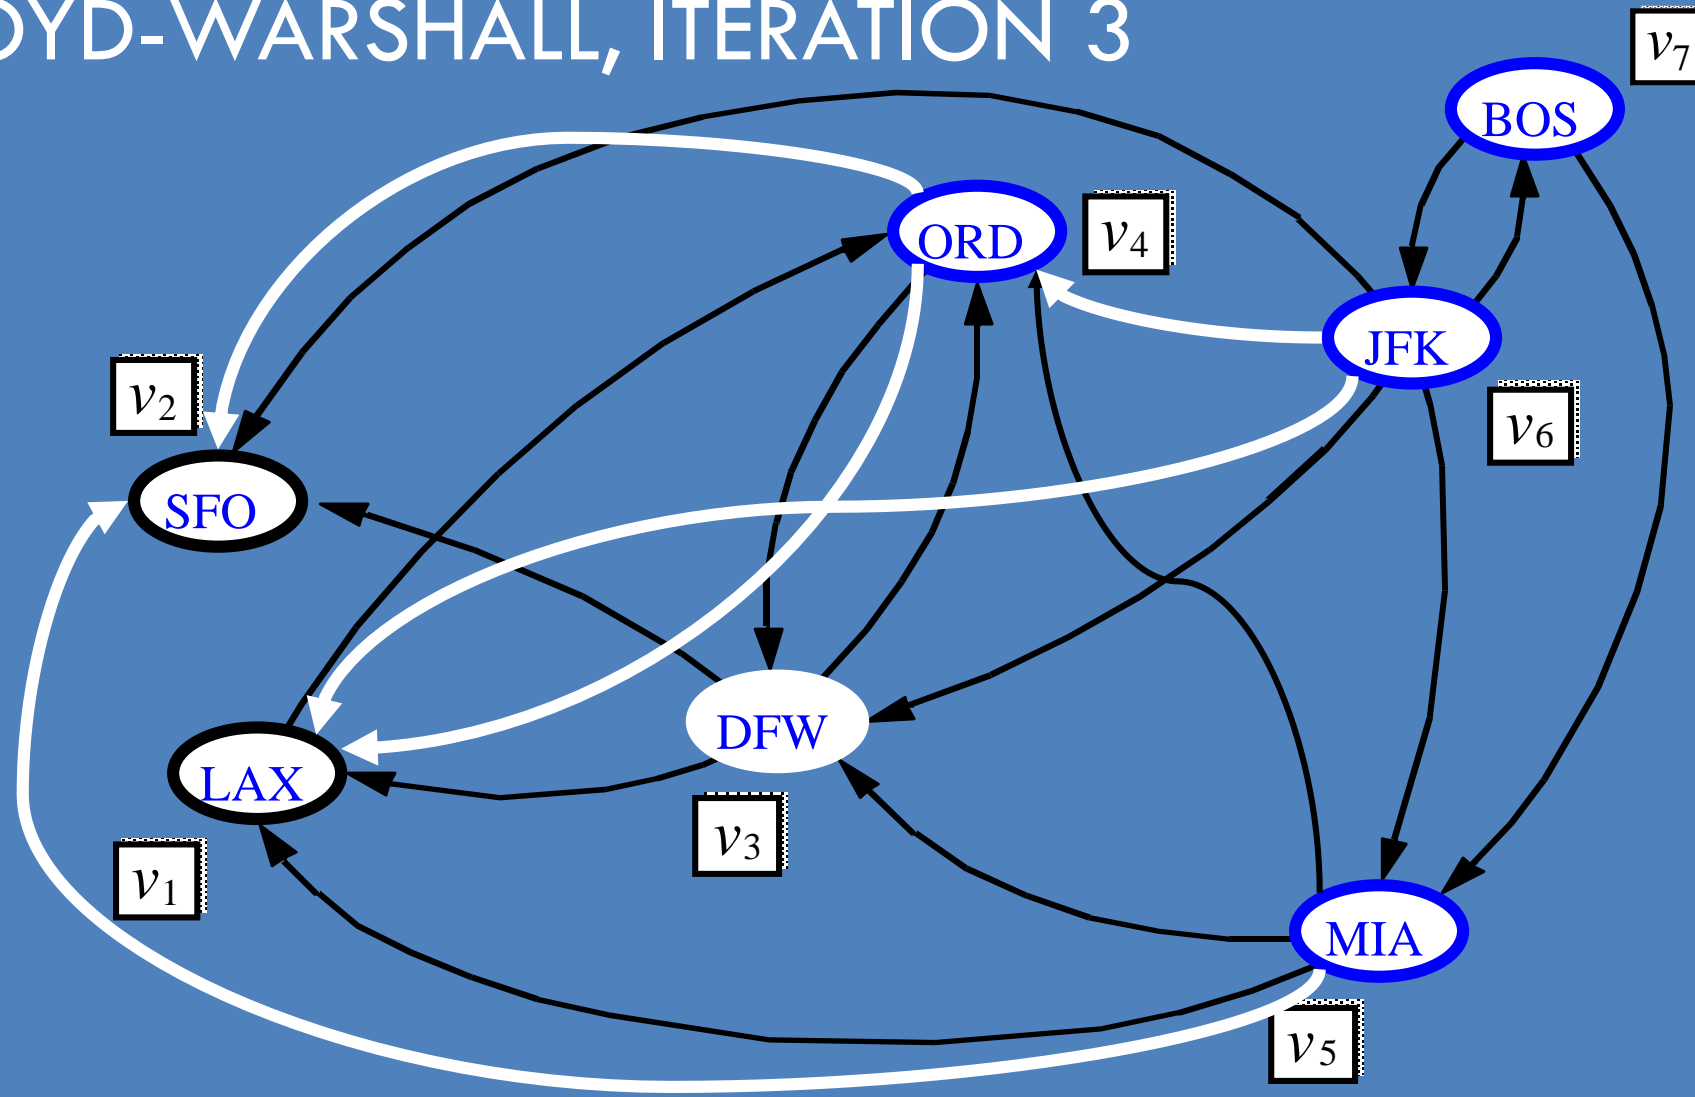 OYD-WARSHALL, ITERATION 3
v7
BOS
ORD
v4
JFK
v2
v6
SFO
DFW
LAX
v3
v1
MIA
v5